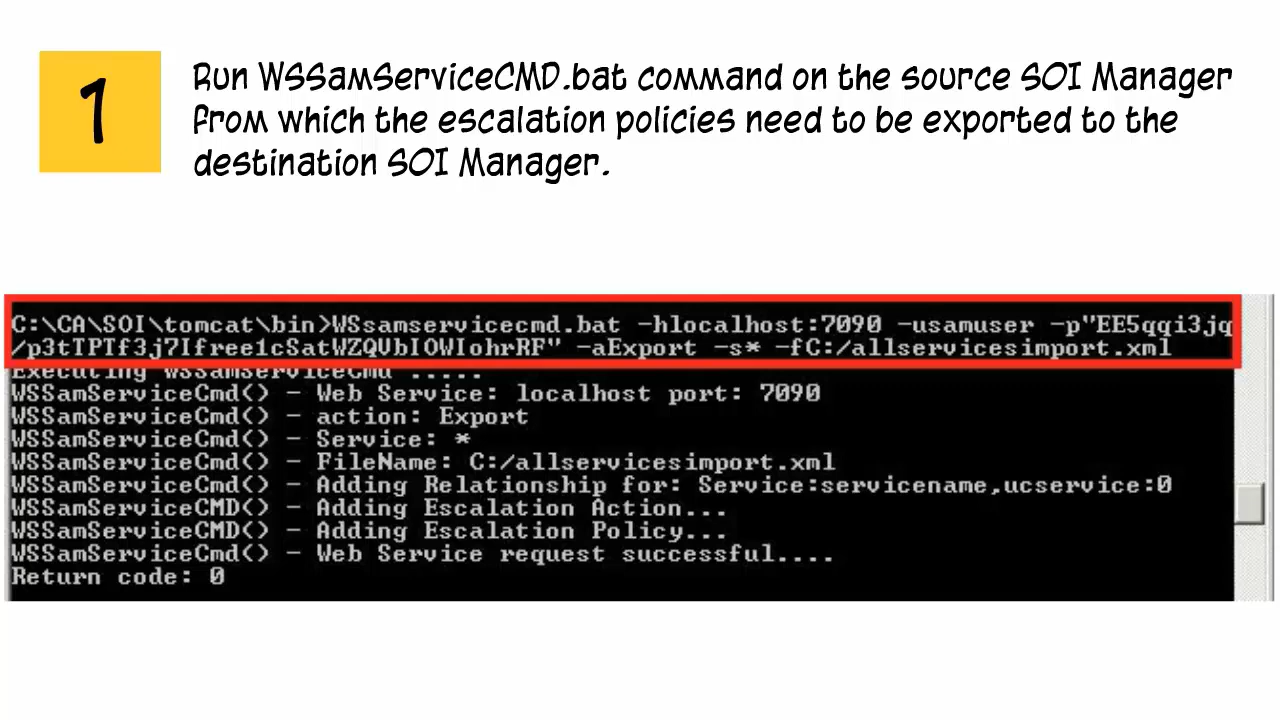 1
Run WSSamServiceCMD.bat command on the source SOI Manager
from which the escalation policies need to be exported to the
destination SOI Manager.
C:\CA\SOI\tomcat\bin>WSsamservicecmd.bat -hlocalhost:7090 -usamuser -p"EE5qqi3jq
/p3tTPTf3j7Ifree1cSatWZQVbIOWIohrRF" -aExport -s* -fC:/allservicesimport.xml
Executing WSSamServiceCmd .....
WSSamServiceCmd() - Web Service: localhost port: 7090
WSSamServiceCmd() - action: Export
WSSamServiceCmd() - Service: *
WSSamServiceCmd() - FileName: C:/allservicesimport.xml
WSSamServiceCmd() - Adding Relationship for: Service:servicename,ucservice:0
WSSamServiceCMD() - Adding Escalation Action...
WSSamServiceCMD() - Adding Escalation Policy...
WSSamServiceCmd() - Web Service request successful....
Return code: 0